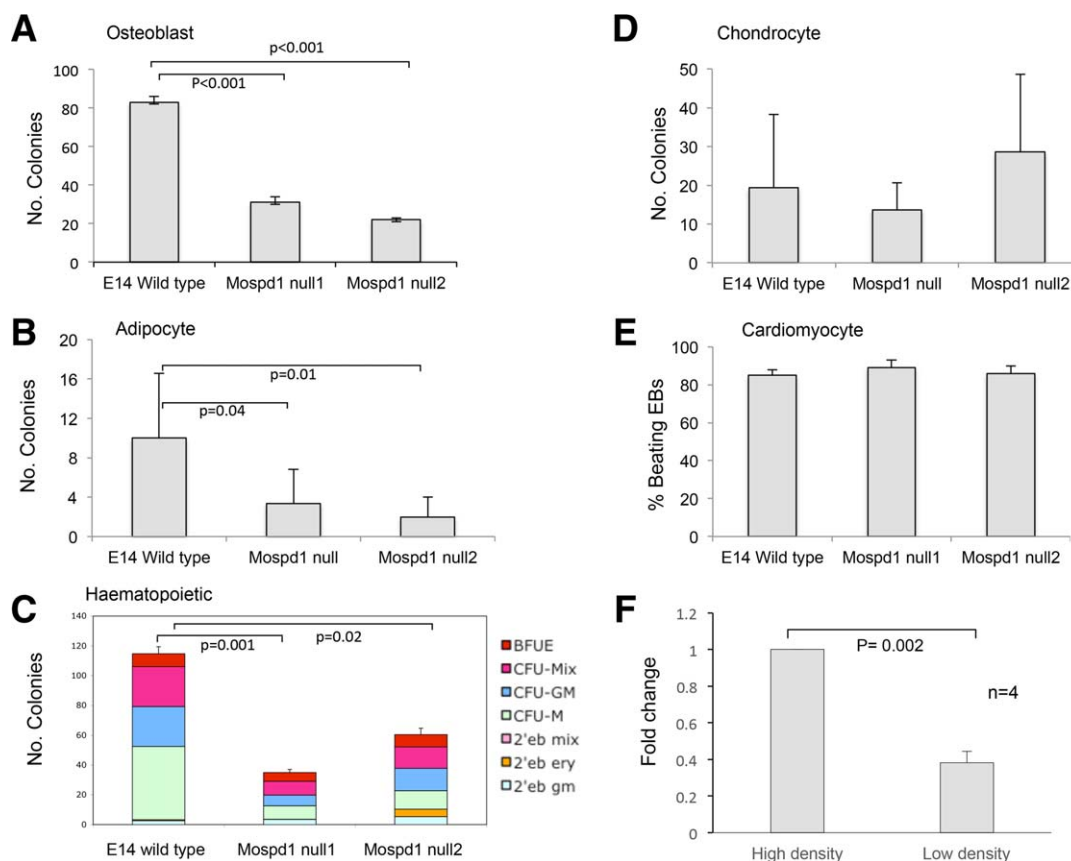 A
Osteoblast
p<0.001
P<0.001
No. Colonies
100
80
60
40
20
0
E14 Wild type Mospd1 null1 Mospd1 null2
B
Adipocyte
p=0.01
p=0.04
No. Colonies
20
16
12
8
4
0
E14 Wild type Mospd1 null Mospd1 null2
C
Haematopoietic
p=0.001
p=0.02
No. Colonies
140
120
100
80
60
40
20
0
E14 wild type Mospd1 null1 Mospd1 null2
BFUE
CFU-Mix
CFU-GM
CFU-M
2'eb mix
2'eb ery
2'eb gm
D
Chondrocyte
No. Colonies
50
40
30
20
10
0
E14 Wild type Mospd1 null Mospd1 null2
E
Cardiomyocyte
% Beating EBs
100
80
60
40
20
0
E14 Wild type Mospd1 null1 Mospd1 null2
F
P= 0.002
n=4
Fold change
1.2
1
0.8
0.6
0.4
0.2
0
High density Low density